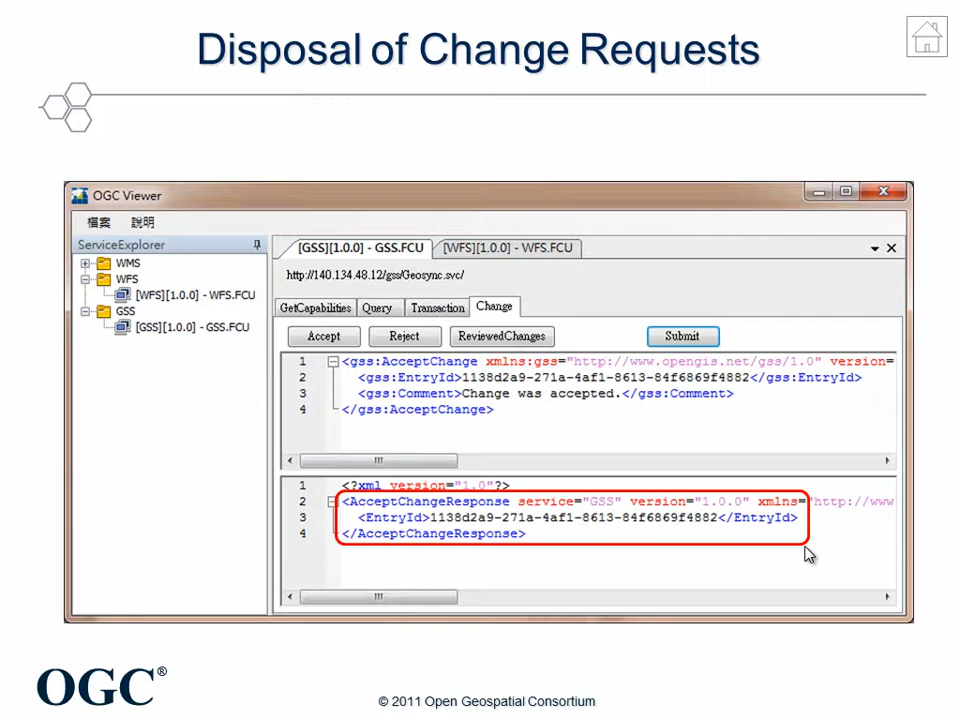 Disposal of Change Requests
OGC Viewer
檔案 說明
ServiceExplorer
WMS
WFS
[WFS][1.0.0] - WFS.FCU
GSS
[GSS][1.0.0] - GSS.FCU
[GSS][1.0.0] - GSS.FCU [WFS][1.0.0] - WFS.FCU
http://140.134.48.12/gss/Geosync.svc/
GetCapabilities Query Transaction Change
Accept Reject ReviewedChanges Submit
1 <gss:AcceptChange xmlns:gss="http://www.opengis.net/gss/1.0" version=
2 <gss:EntryId>1138d2a9-271a-4af1-8613-84f6869f4882</gss:EntryId>
3 <gss:Comment>Change was accepted.</gss:Comment>
4 </gss:AcceptChange>
1 <?xml version="1.0"?>
2 <AcceptChangeResponse service="GSS" version="1.0.0" xmlns="http://www
3 <EntryId>1138d2a9-271a-4af1-8613-84f6869f4882</EntryId>
4 </AcceptChangeResponse>
OGC®
© 2011 Open Geospatial Consortium